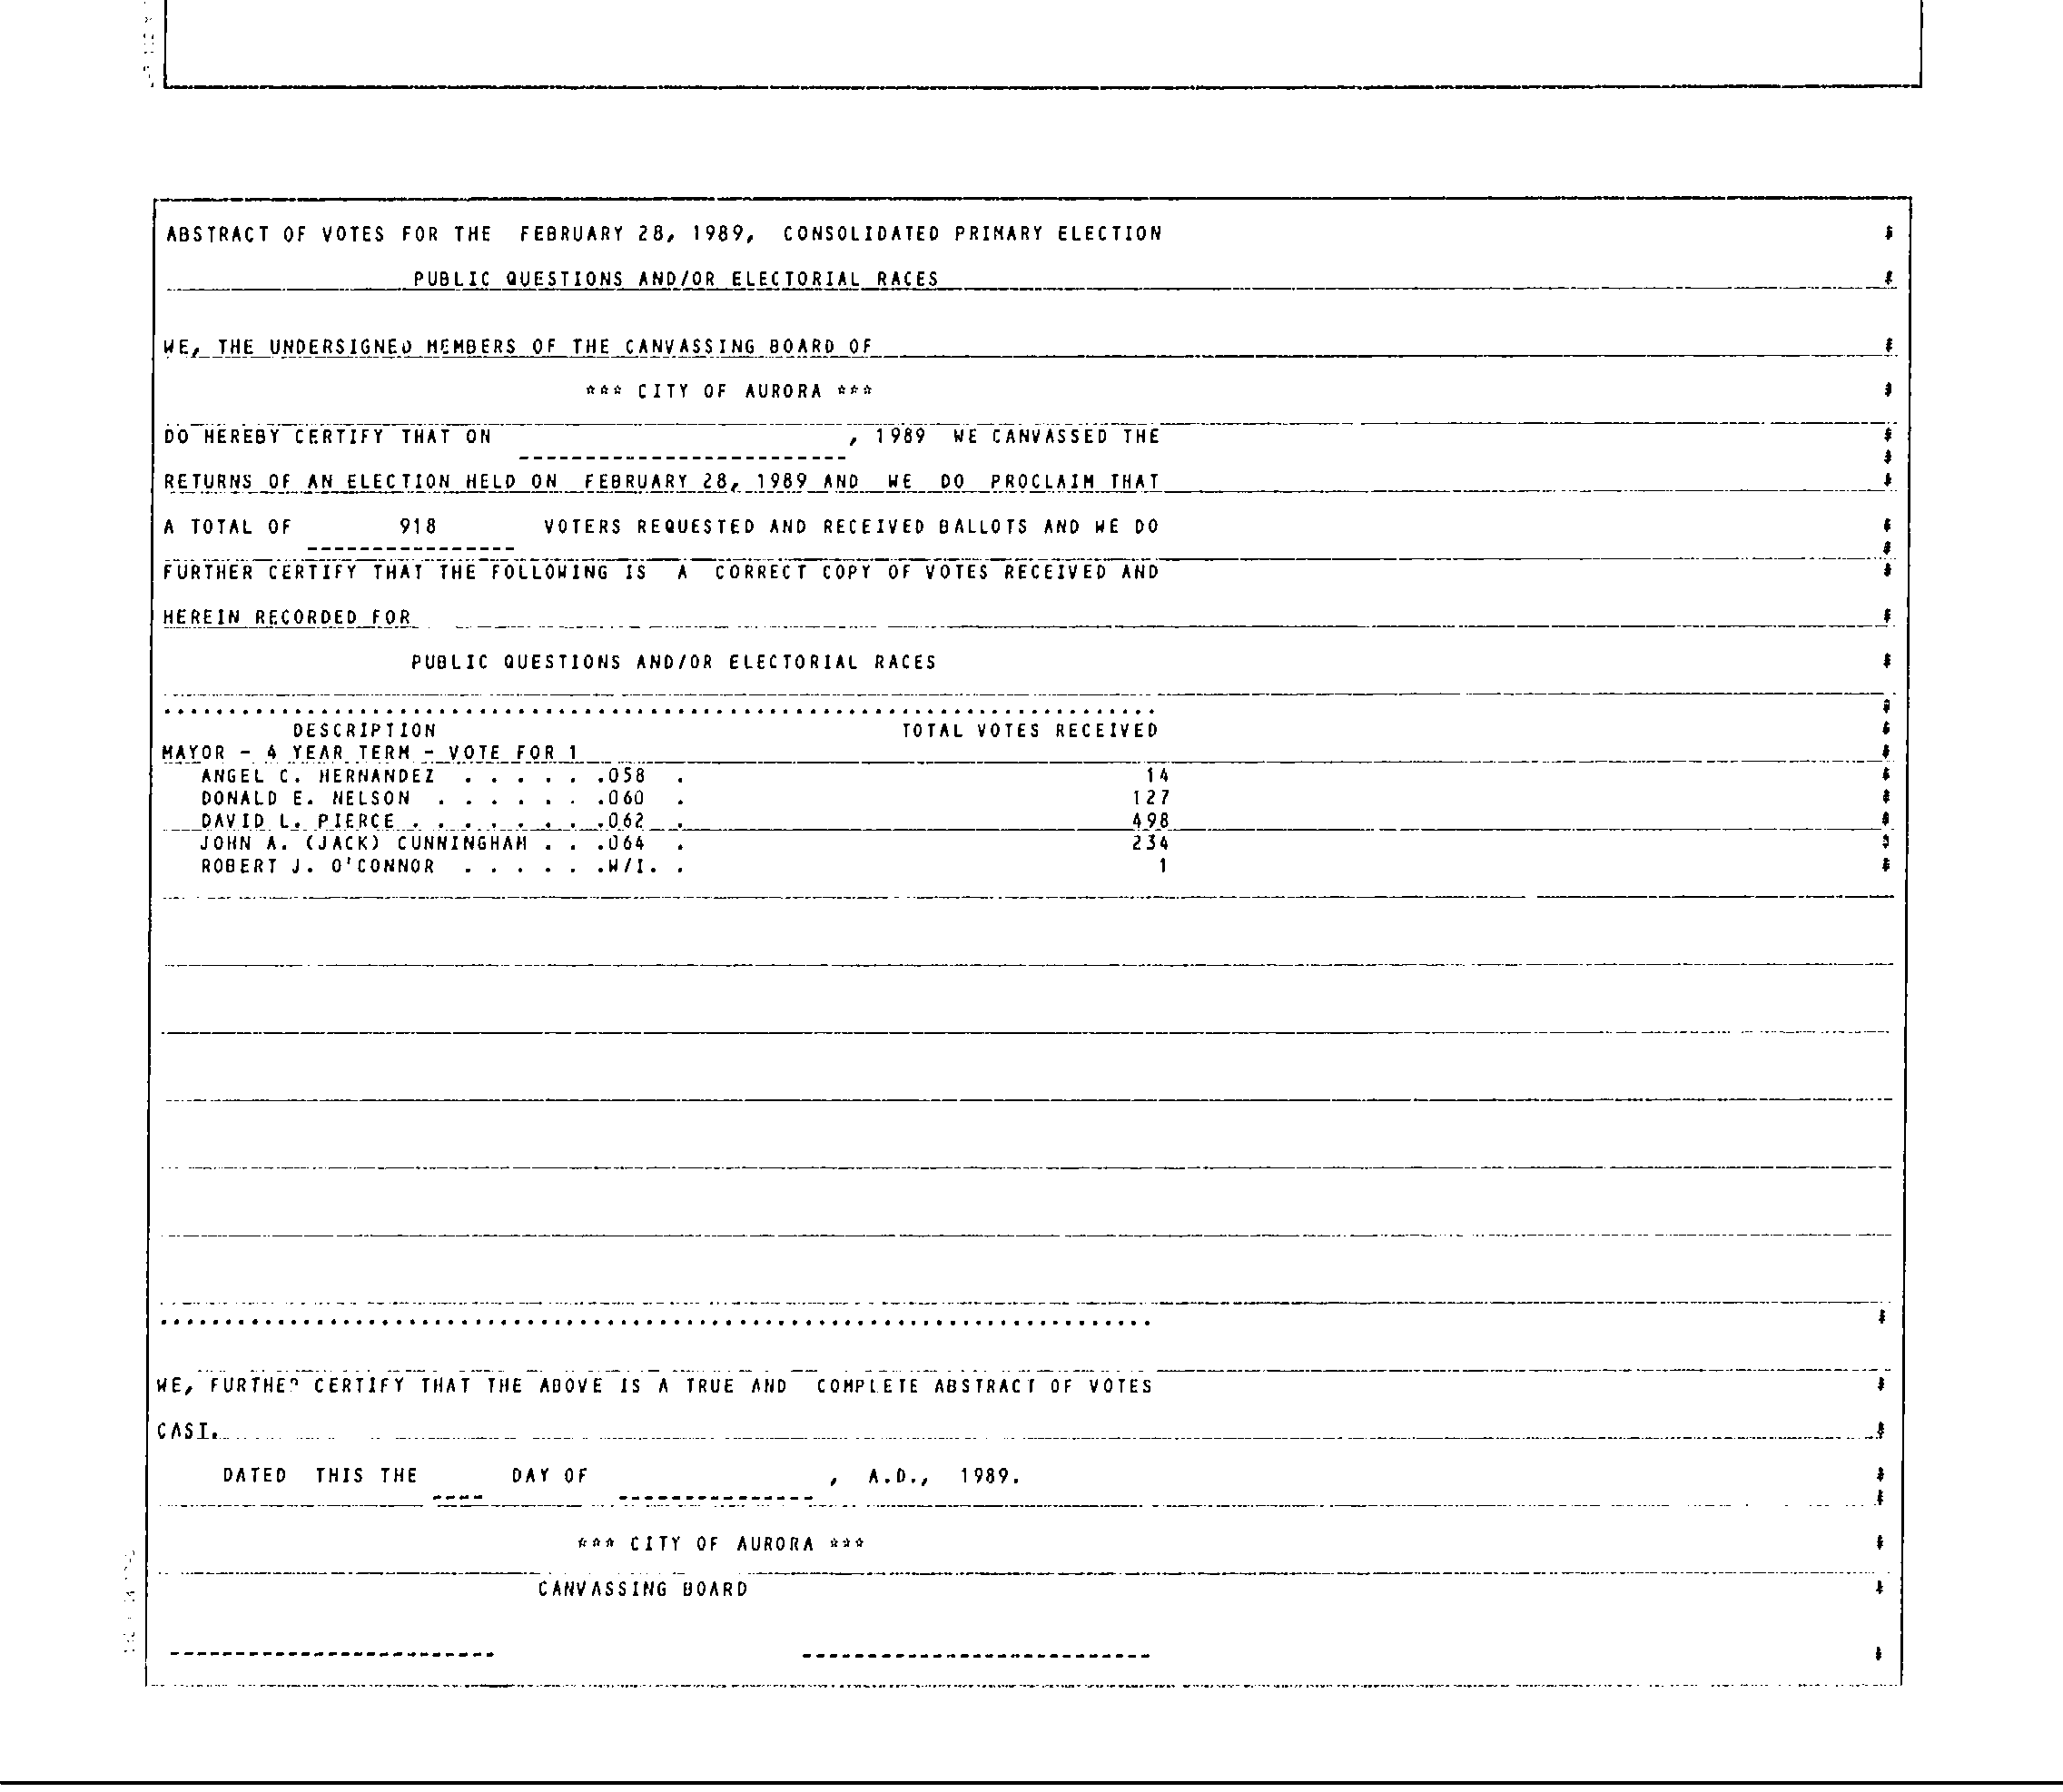 ABSTRACT OF VOTES FOR THE FEBRUARY 28, 1989, CONSOLIDATED PRIMARY ELECTION
PUBLIC QUESTIONS AND/OR ELECTORIAL RACES
WE, THE UNDERSIGNED MEMBERS OF THE CANVASSING BOARD OF
*** CITY OF AURORA ***
DO HEREBY CERTIFY THAT ON , 1989 WE CANVASSED THE
RETURNS OF AN ELECTION HELD ON FEBRUARY 28, 1989 AND WE DO PROCLAIM THAT
A TOTAL OF 918 VOTERS REQUESTED AND RECEIVED BALLOTS AND WE DO
FURTHER CERTIFY THAT THE FOLLOWING IS A CORRECT COPY OF VOTES RECEIVED AND
HEREIN RECORDED FOR
PUBLIC QUESTIONS AND/OR ELECTORIAL RACES
DESCRIPTION TOTAL VOTES RECEIVED
MAYOR - 4 YEAR TERM - VOTE FOR 1
ANGEL C. HERNANDEZ . . . . . .058 . 14
DONALD E. NELSON . . . . . . .060 . 127
DAVID L. PIERCE . . . . . . . .062 . 498
JOHN A. (JACK) CUNNINGHAM . . .064 . 234
ROBERT J. O'CONNOR . . . . . .W/I. . 1
WE, FURTHER CERTIFY THAT THE ABOVE IS A TRUE AND COMPLETE ABSTRACT OF VOTES
CAST.
DATED THIS THE DAY OF , A.D., 1989.
*** CITY OF AURORA ***
CANVASSING BOARD